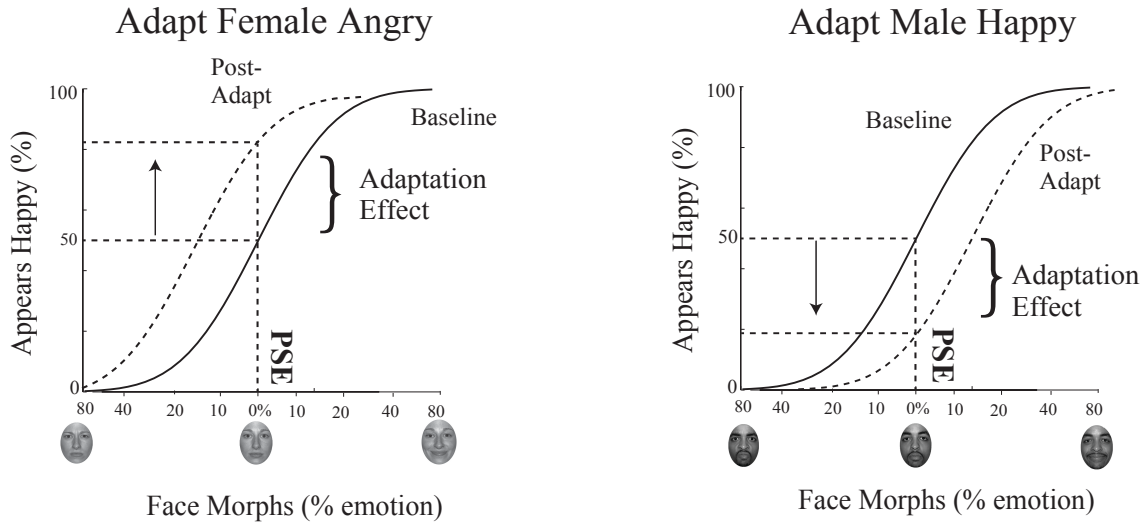 Adapt Female Angry
Post-
Adapt
100
Baseline
Adaptation
Effect
50
Appears Happy (%)
PSE
0
80 40 20 10 0% 10 20 40 80
Face Morphs (% emotion)
Adapt Male Happy
100
Baseline
Post-
Adapt
50
Adaptation
Effect
Appears Happy (%)
PSE
0
80 40 20 10 0% 10 20 40 80
Face Morphs (% emotion)